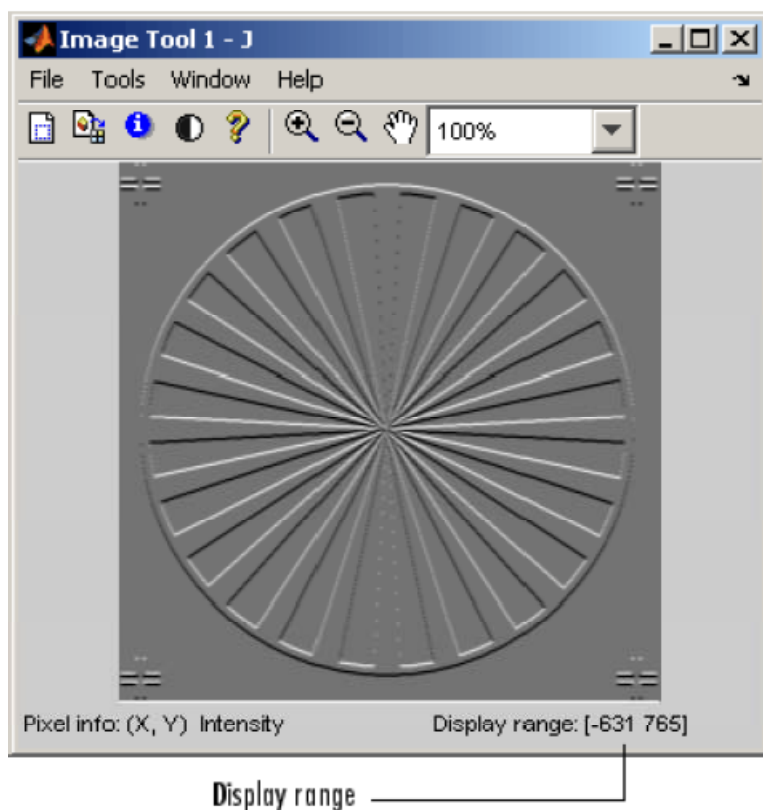 Image Tool 1 - J
File Tools Window Help
100%
Pixel info: (X, Y) Intensity Display range: [-631 765]
Display range